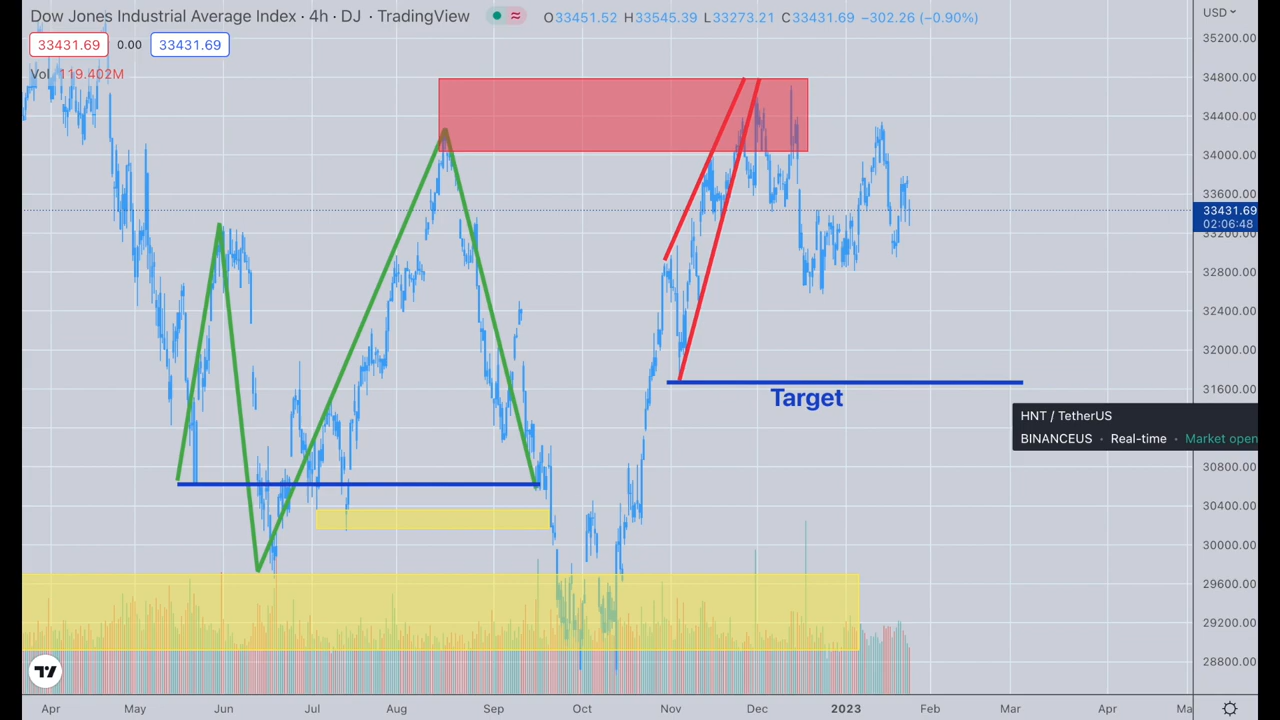 Dow Jones Industrial Average Index · 4h · DJ · TradingView ≈ O33451.52 H33545.39 L33273.21 C33431.69 −302.26 (−0.90%) USD
33431.69 0.00 33431.69
Vol 119.402M
35200.00
34800.00
34400.00
34000.00
33600.00
33431.69
02:06:48
33200.00
32800.00
32400.00
32000.00
31600.00
Target
HNT / TetherUS
BINANCEUS · Real-time · Market open
30800.00
30400.00
30000.00
29600.00
29200.00
28800.00
Apr May Jun Jul Aug Sep Oct Nov Dec 2023 Feb Mar Apr Ma